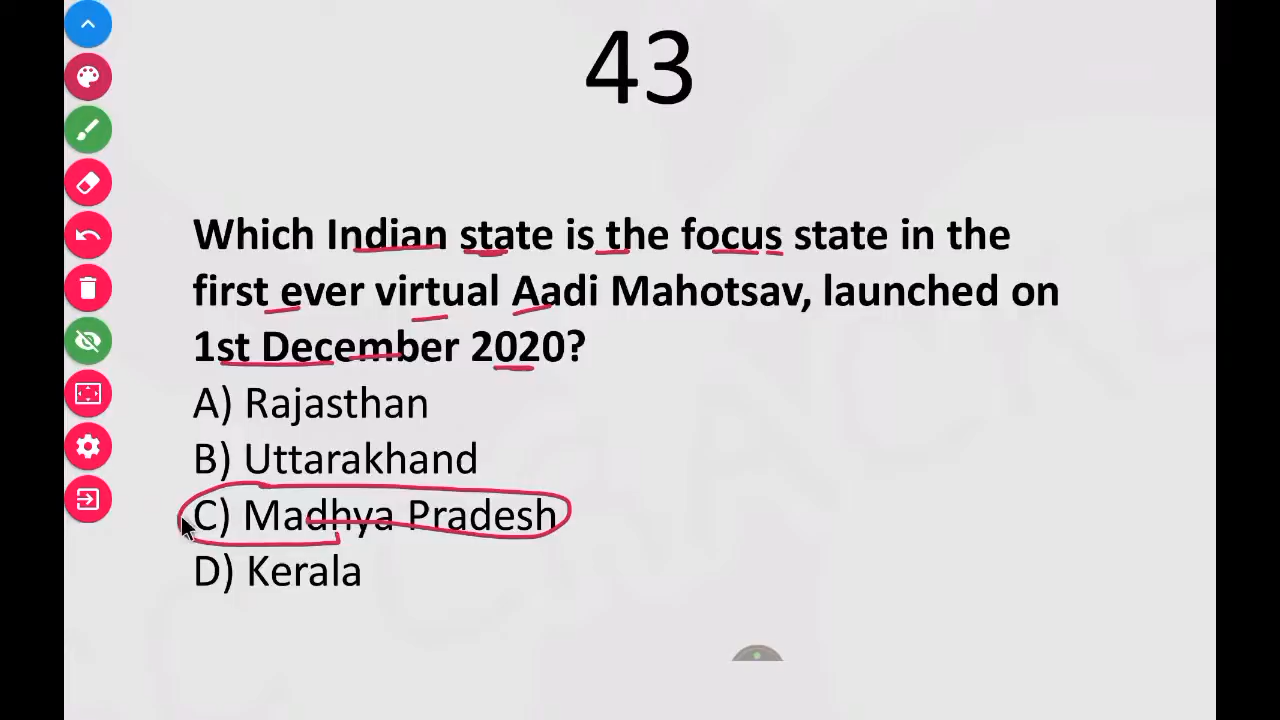 43
Which Indian state is the focus state in the
first ever virtual Aadi Mahotsav, launched on
1st December 2020?
A) Rajasthan
B) Uttarakhand
C) Madhya Pradesh
D) Kerala